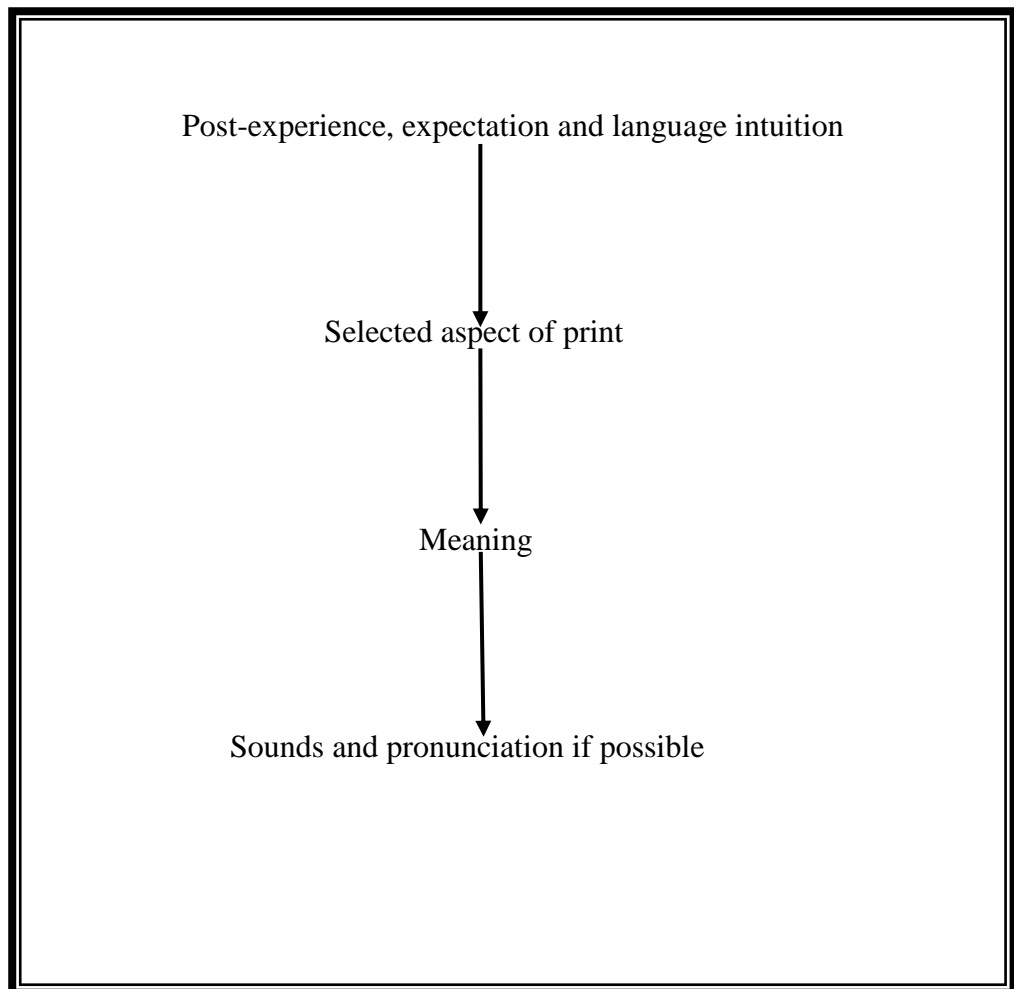 Post-experience, expectation and language intuition
Selected aspect of print
Meaning
Sounds and pronunciation if possible